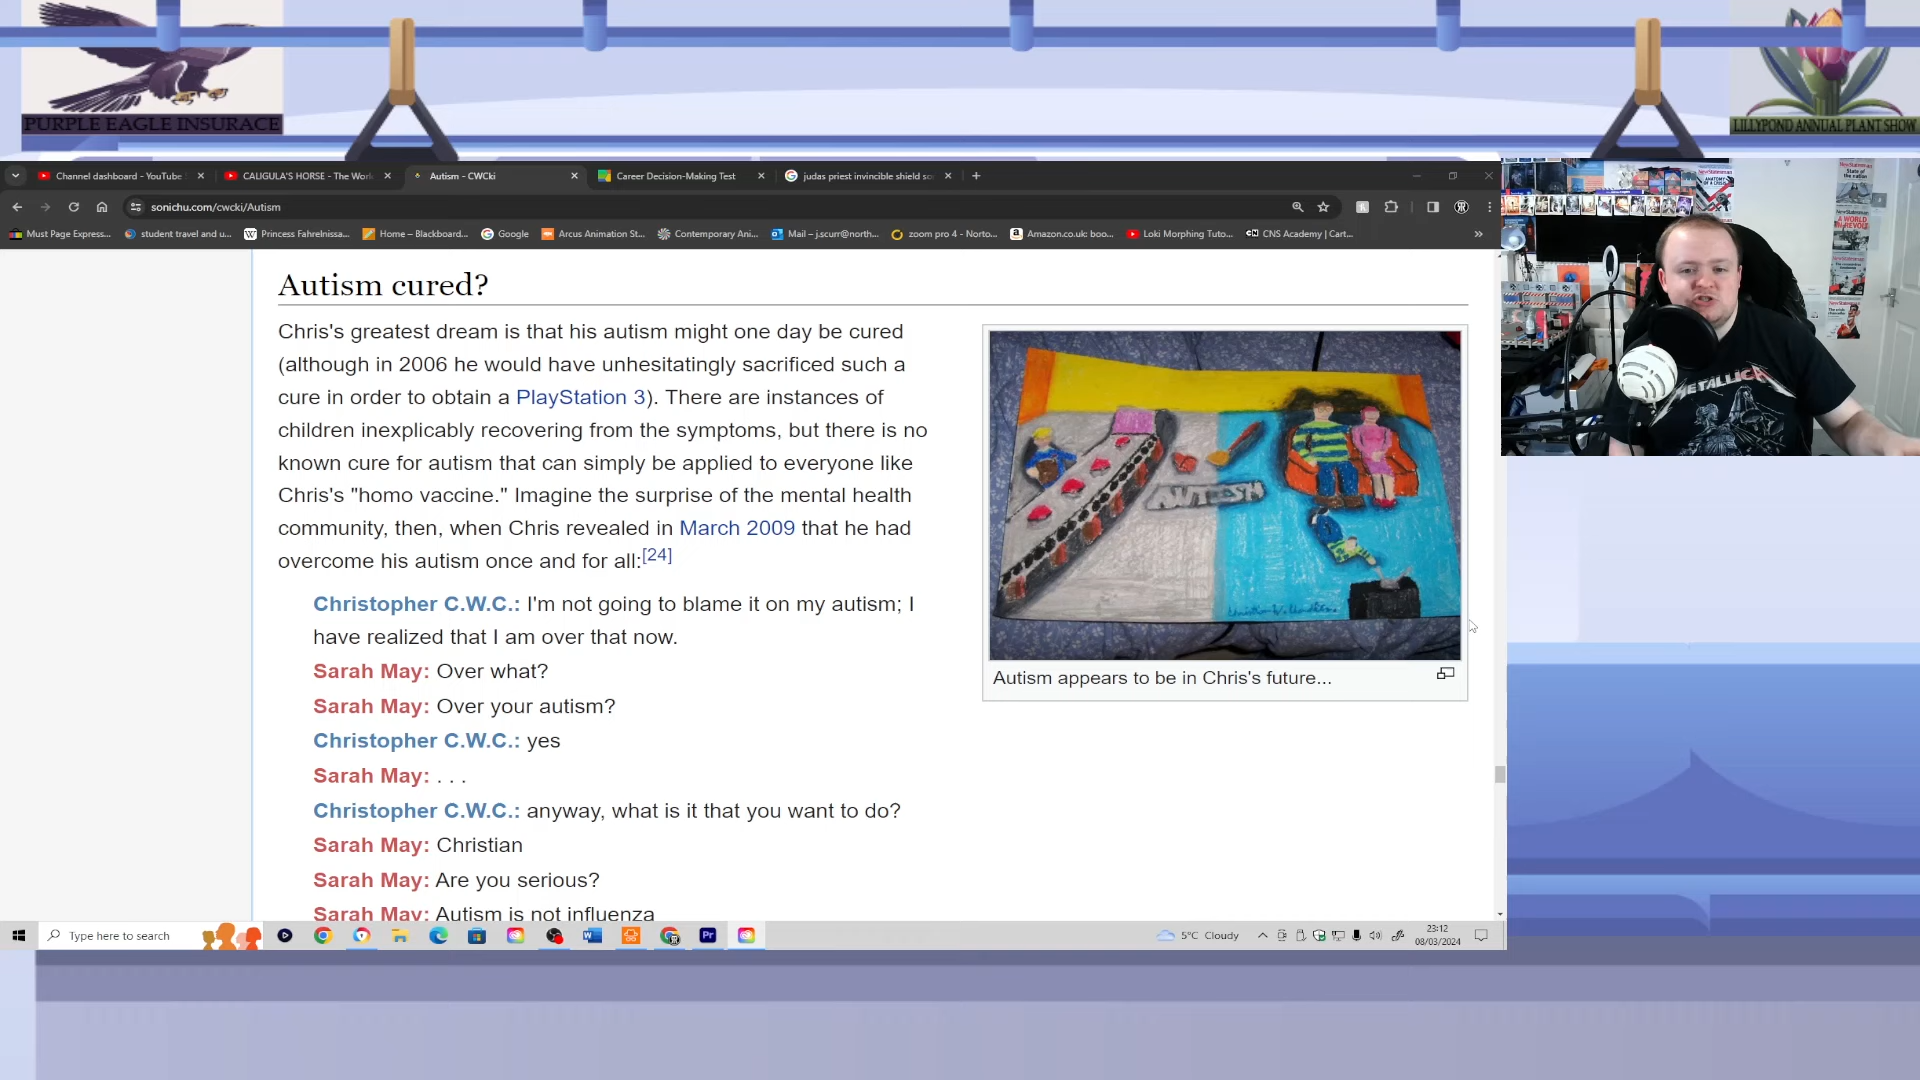 PURPLE EAGLE INSURACE
LILLYPOND ANNUAL PLANT SHOW
Channel dashboard - YouTube
CALIGULA'S HORSE - The Worl
Autism - CWCki
Career Decision-Making Test
judas priest invincible shield so
sonichu.com/cwcki/Autism
Must Page Express...
student travel and u...
Princess Fahrelnissa...
Home – Blackboard...
Google
Arcus Animation St...
Contemporary Ani...
Mail – j.scurr@north...
zoom pro 4 - Norto...
Amazon.co.uk: boo...
Loki Morphing Tuto...
CNS Academy | Cart...
»
Autism cured?
Chris's greatest dream is that his autism might one day be cured
(although in 2006 he would have unhesitatingly sacrificed such a
cure in order to obtain a PlayStation 3). There are instances of
children inexplicably recovering from the symptoms, but there is no
known cure for autism that can simply be applied to everyone like
Chris's "homo vaccine." Imagine the surprise of the mental health
community, then, when Chris revealed in March 2009 that he had
overcome his autism once and for all:[24]
AUTISM
Autism appears to be in Chris's future...
Christopher C.W.C.: I'm not going to blame it on my autism; I
have realized that I am over that now.
Sarah May: Over what?
Sarah May: Over your autism?
Christopher C.W.C.: yes
Sarah May: . . .
Christopher C.W.C.: anyway, what is it that you want to do?
Sarah May: Christian
Sarah May: Are you serious?
Sarah May: Autism is not influenza
METALLICA
NewStatesman
State of the nation
A WORLD IN REVOLT
Type here to search
5°C Cloudy
23:12
08/03/2024